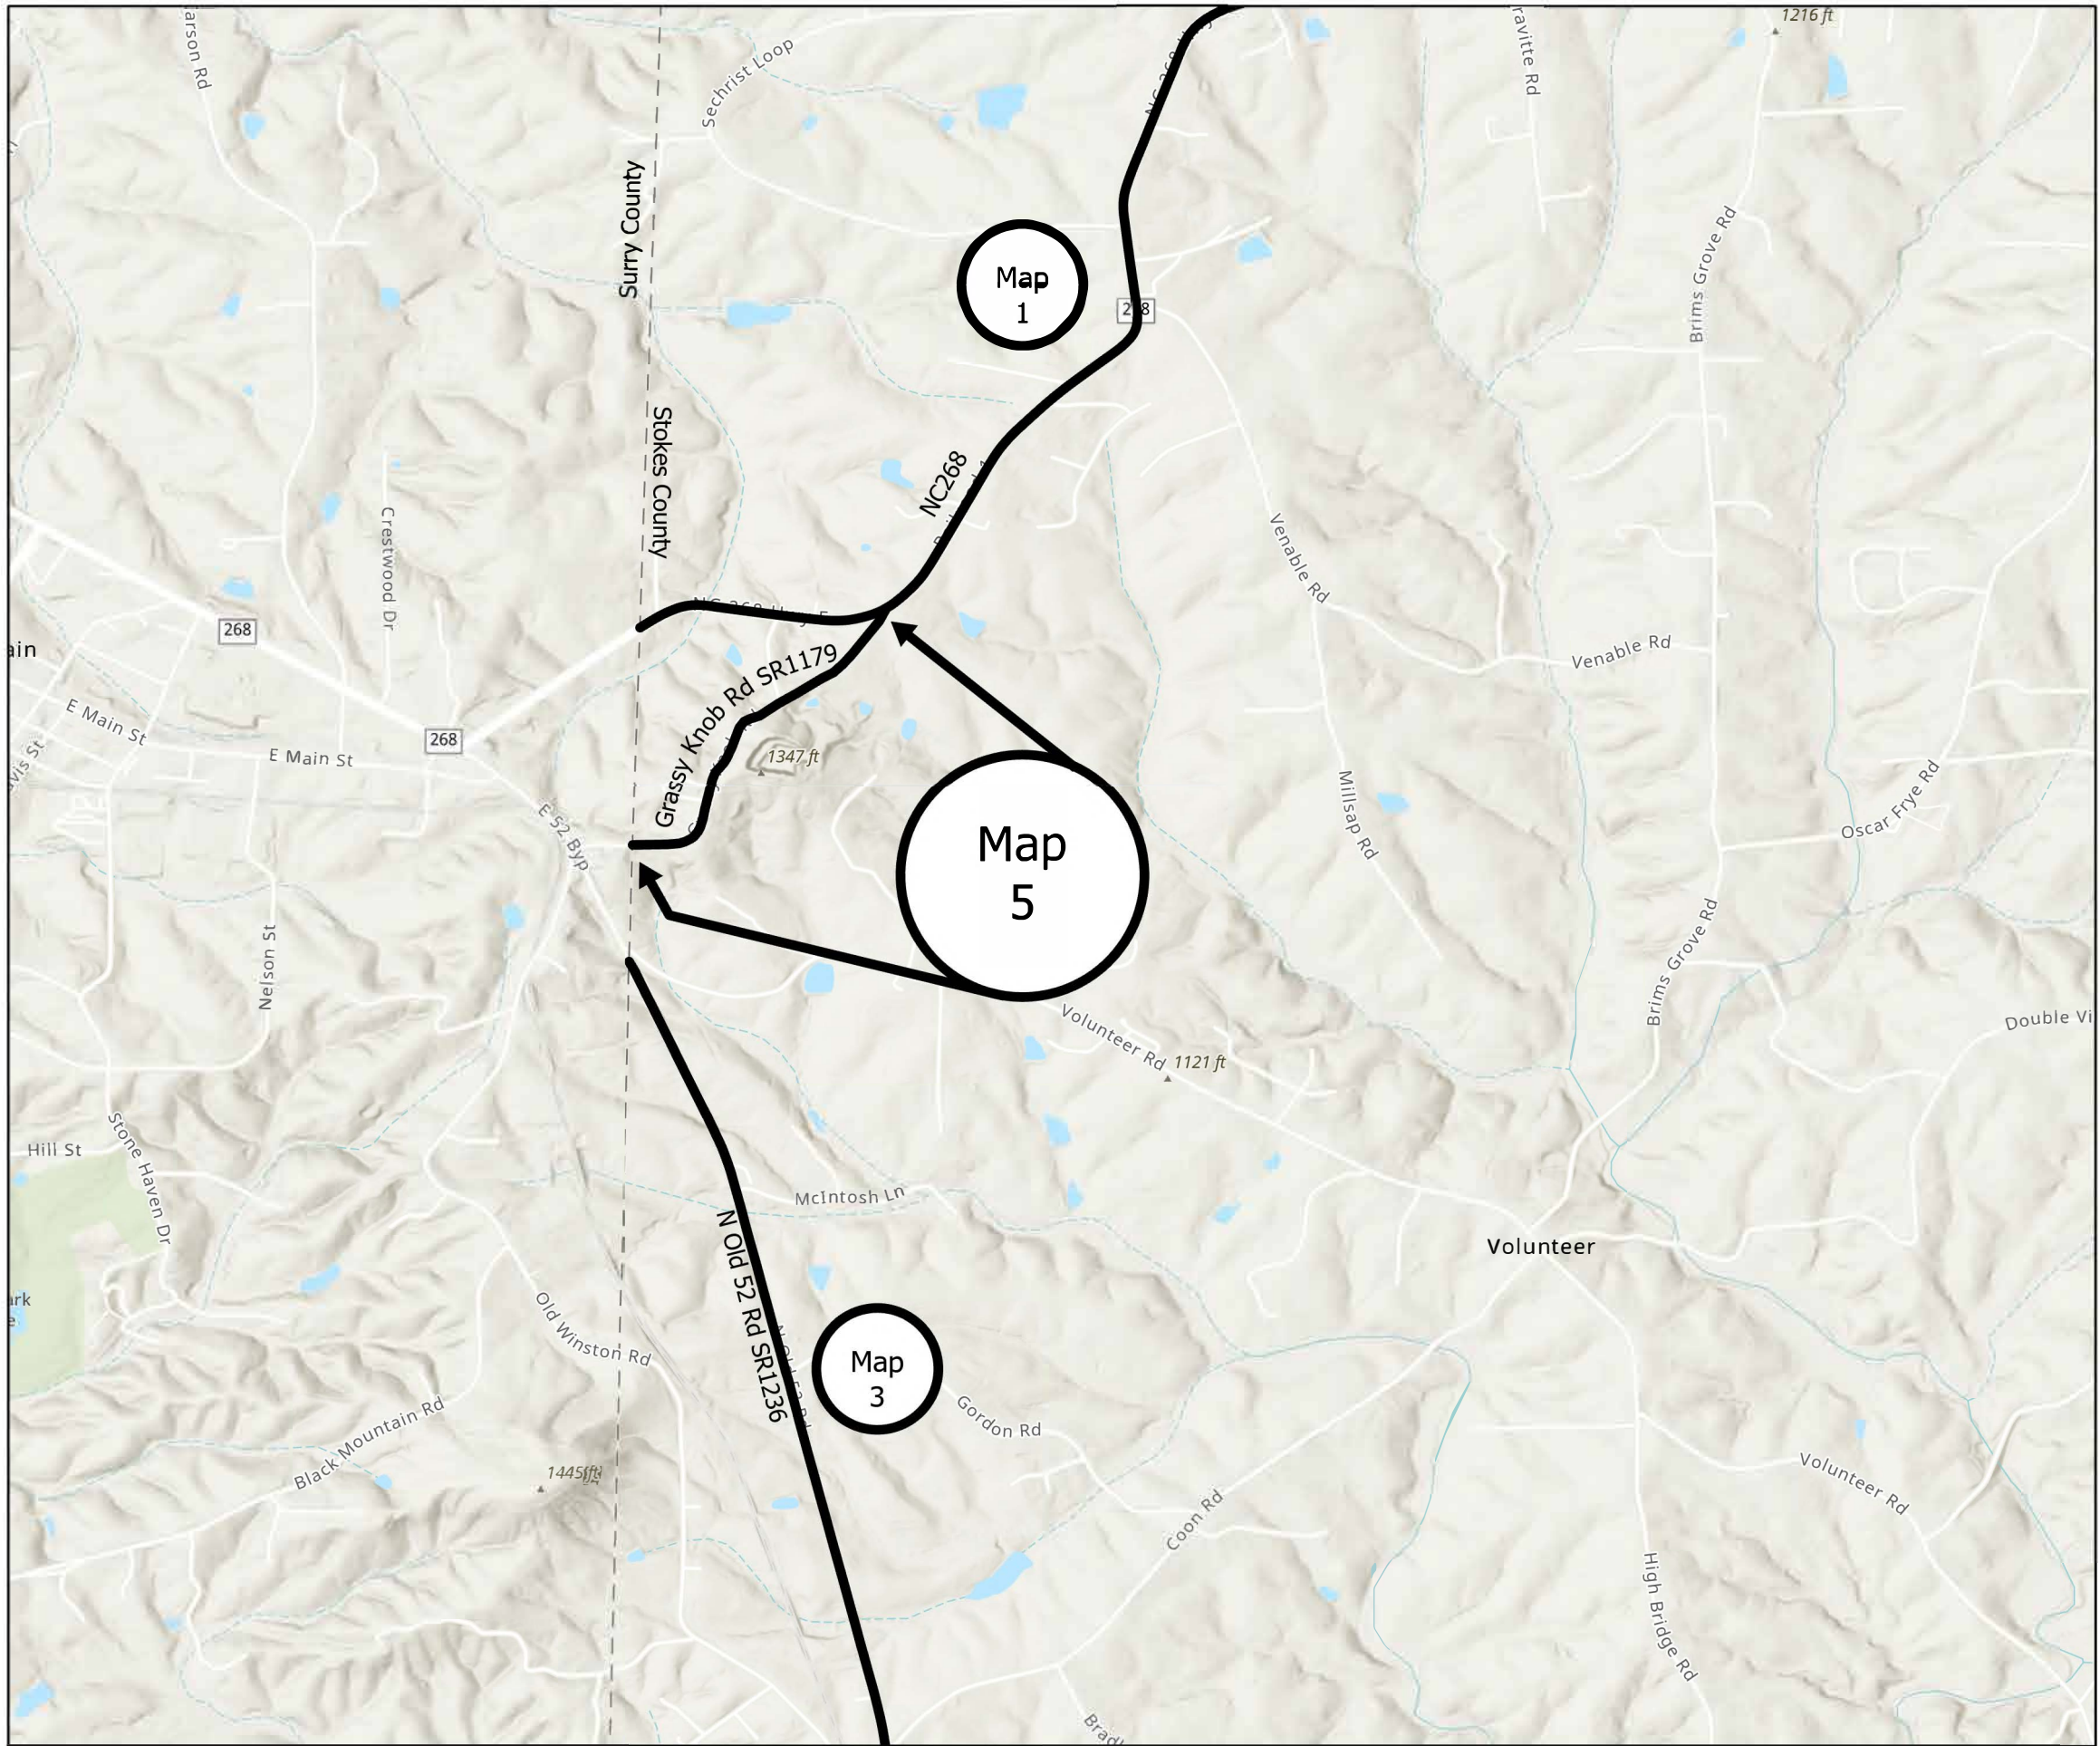 1216 ft
Sechrist Loop
Surry County
Map
1
Brims Grove Rd
Stokes County
NC268
Crestwood Dr
Venable Rd
268
Venable Rd
Grassy Knob Rd SR1179
E Main St
268
E Main St
1347 ft
Millsap Rd
Oscar Frye Rd
E 52 Byp
Map
5
Nelson St
Brims Grove Rd
Volunteer Rd
1121 ft
Double Vi
Stone Haven Dr
Hill St
McIntosh Ln
Volunteer
N Old 52 Rd SR1236
Old Winston Rd
Map
3
Black Mountain Rd
Gordon Rd
1445 ft
Coon Rd
Volunteer Rd
High Bridge Rd